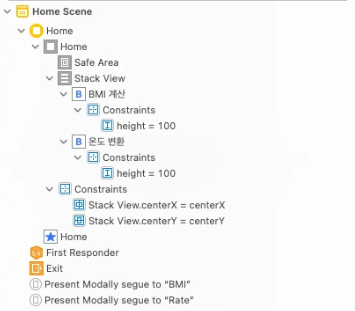 Home Scene
Home
Home
Safe Area
Stack View
B BMI 계산
Constraints
height = 100
B 온도 변환
Constraints
height = 100
Constraints
Stack View.centerX = centerX
Stack View.centerY = centerY
Home
First Responder
Exit
Present Modally segue to “BMI”
Present Modally segue to “Rate”